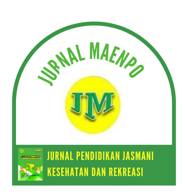 JURNAL MAENPO
JM
JURNAL PENDIDIKAN JASMANI
KESEHATAN DAN REKREASI